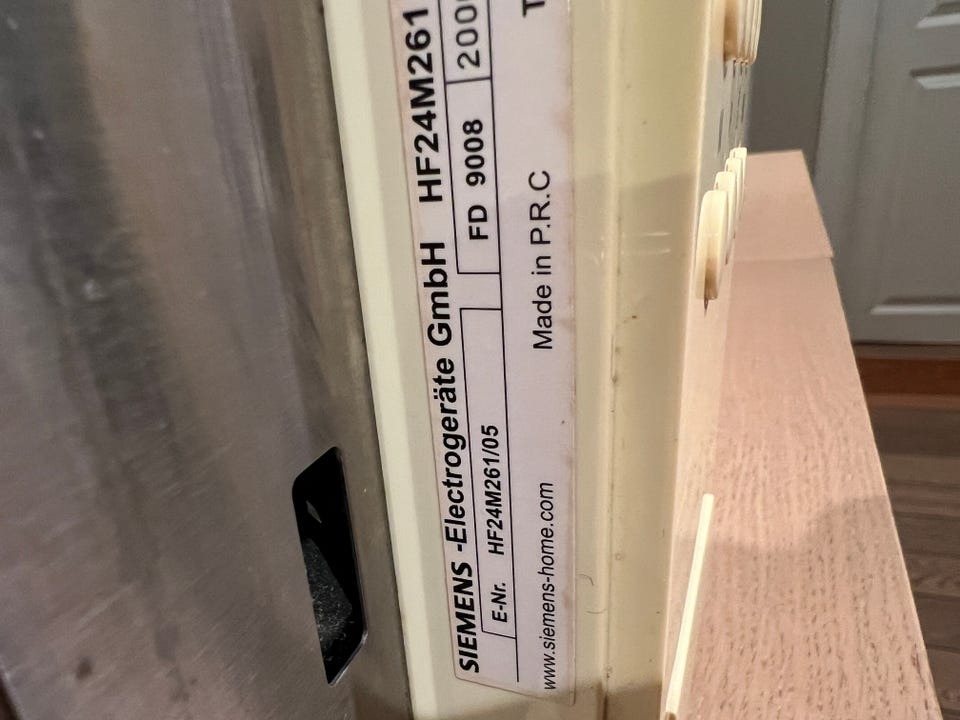 SIEMENS -Electrogeräte GmbH HF24M261
E-Nr. HF24M261/05 FD 9008
www.siemens-home.com Made in P.R.C